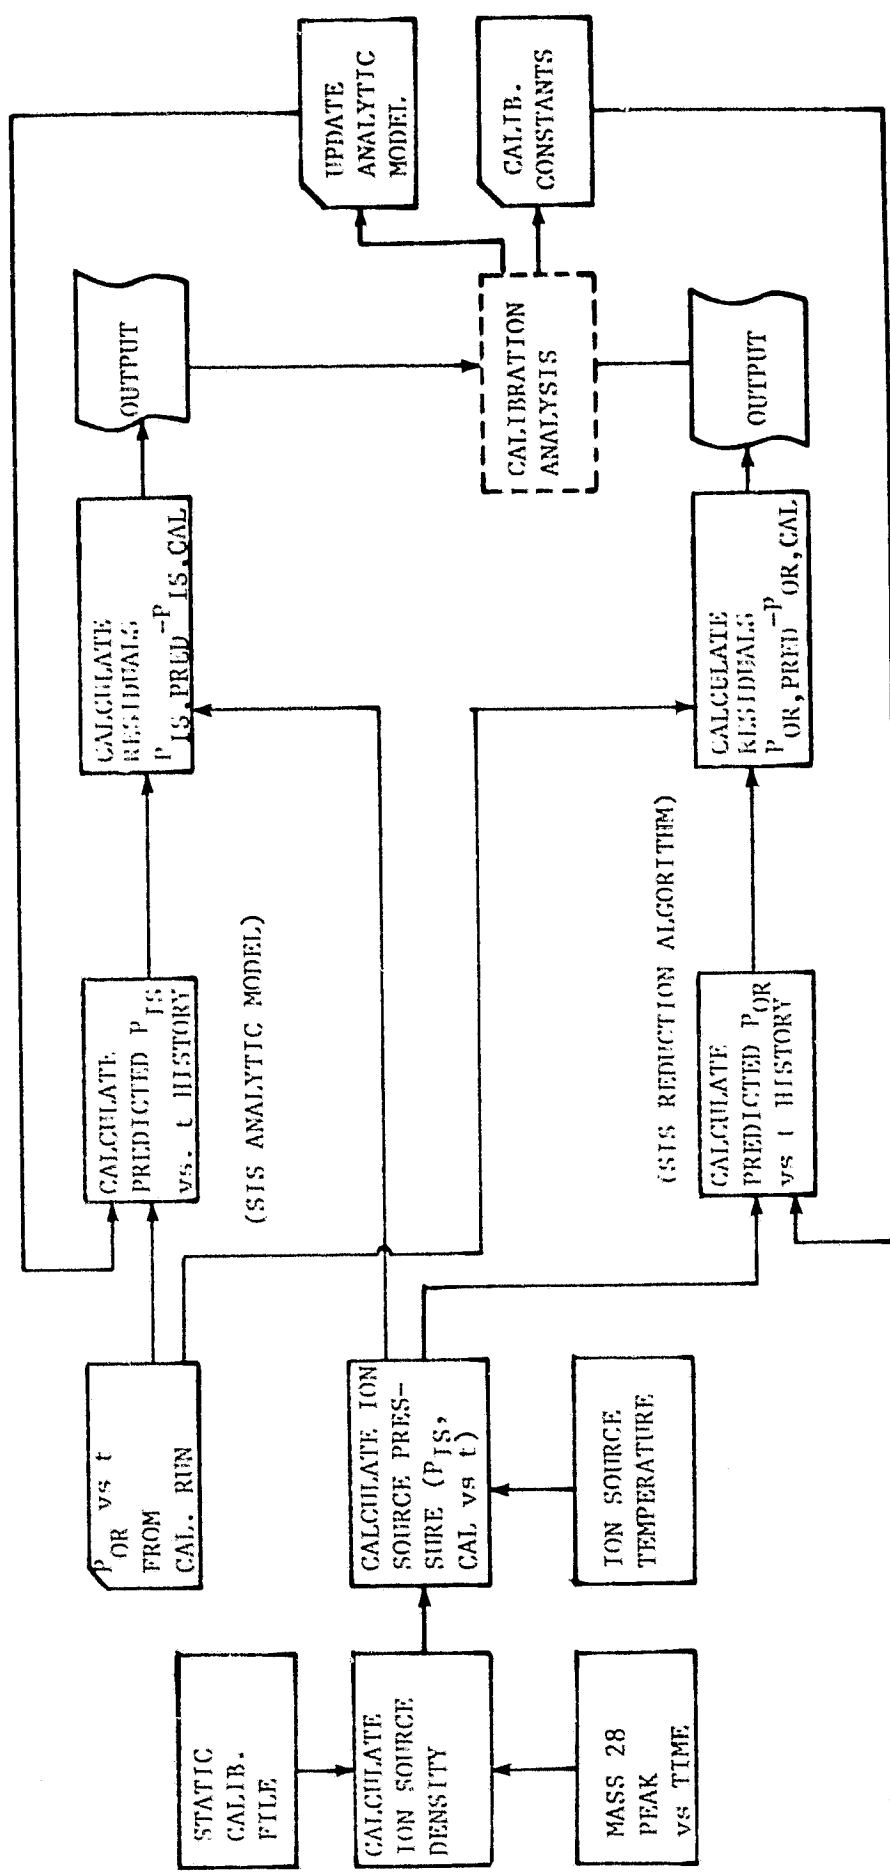 STATIC
CALIB.
FILE
CALCULATE
ION SOURCE
DENSITY
MASS 28
PEAK
vs TIME
P_OR vs t
FROM
CAL. RUN
CALCULATE ION
SOURCE PRES-
SURE (P_IS,
CAL vs t)
ION SOURCE
TEMPERATURE
CALCULATE
PREDICTED P_IS
vs. t HISTORY
(SIS ANALYTIC MODEL)
(SIS REDUCTION ALGORITHM)
CALCULATE
PREDICTED P_OR
vs t HISTORY
CALCULATE
RESIDUALS
P_IS.PRED -P_IS.CAL
CALCULATE
RESIDUALS
P_OR,PRED -P_OR,CAL
OUTPUT
CALIBRATION
ANALYSIS
OUTPUT
UPDATE
ANALYTIC
MODEL
CALIB.
CONSTANTS